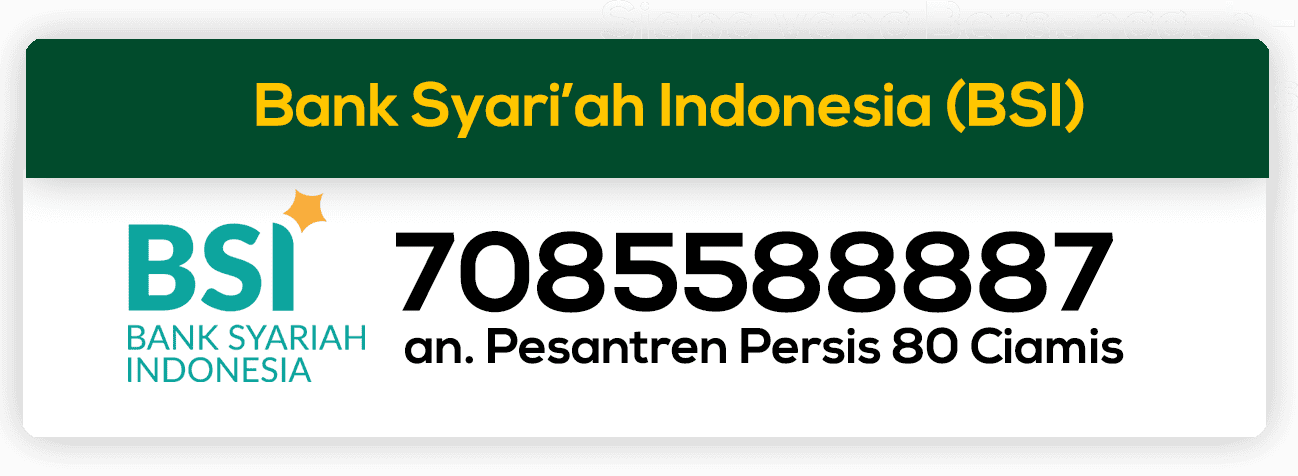 Bank Syari’ah Indonesia (BSI)
BSI
BANK SYARIAH
INDONESIA
7085588887
an. Pesantren Persis 80 Ciamis